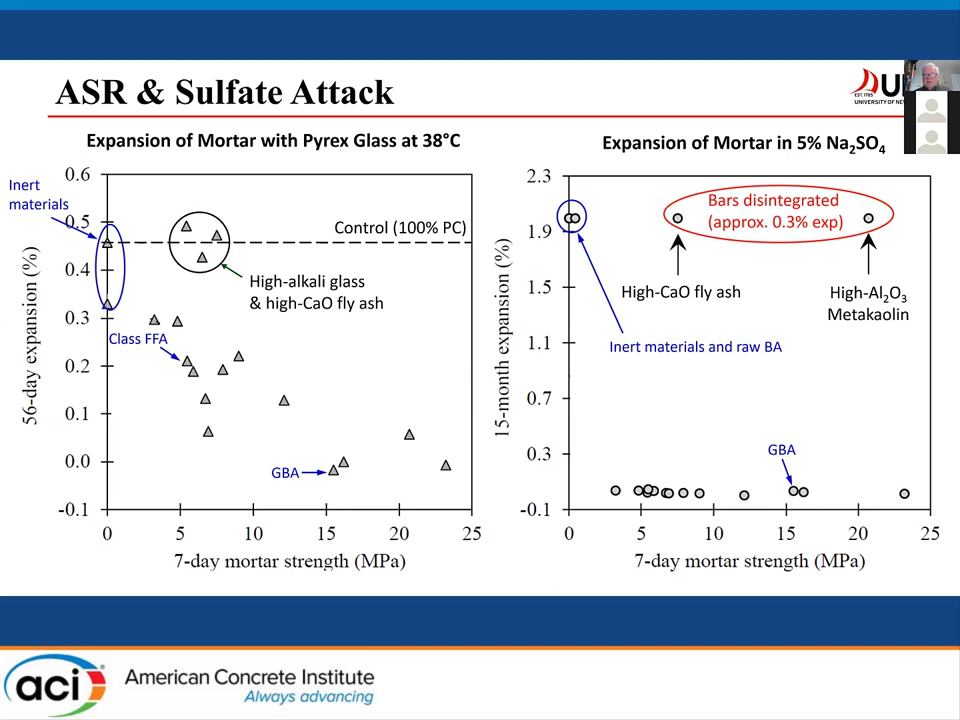 ASR & Sulfate Attack
EST. 1785
UNIVERSITY OF NEW
Expansion of Mortar with Pyrex Glass at 38°C
Inert
materials
0.6
0.5
0.4
0.3
0.2
0.1
0.0
-0.1
56-day expansion (%)
Control (100% PC)
High-alkali glass
& high-CaO fly ash
Class FFA
GBA
0 5 10 15 20 25
7-day mortar strength (MPa)
Expansion of Mortar in 5% Na₂SO₄
2.3
1.9
1.5
1.1
0.7
0.3
-0.1
15-month expansion (%)
Bars disintegrated
(approx. 0.3% exp)
High-CaO fly ash
High-Al₂O₃
Metakaolin
Inert materials and raw BA
GBA
0 5 10 15 20 25
7-day mortar strength (MPa)
aci
American Concrete Institute
Always advancing